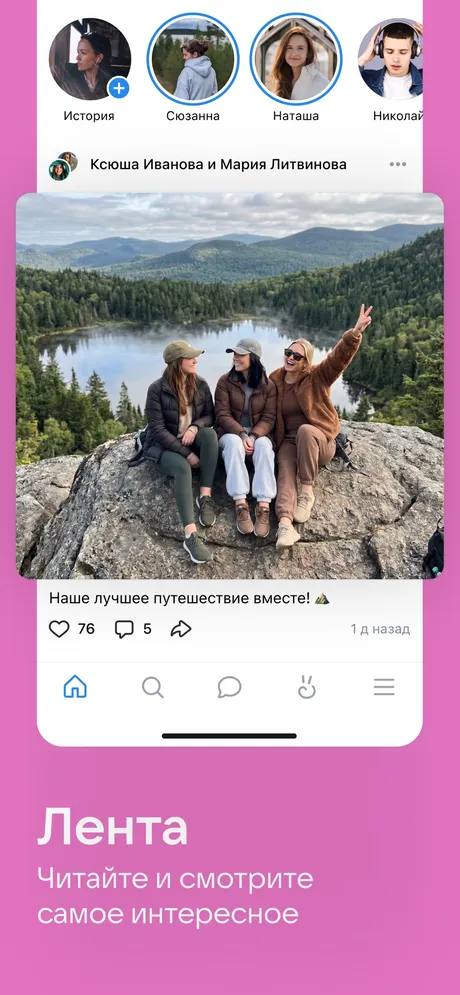 История
Сюзанна
Наташа
Николай
Ксюша Иванова и Мария Литвинова
Наше лучшее путешествие вместе!
76
5
1 д назад
Лента
Читайте и смотрите
самое интересное